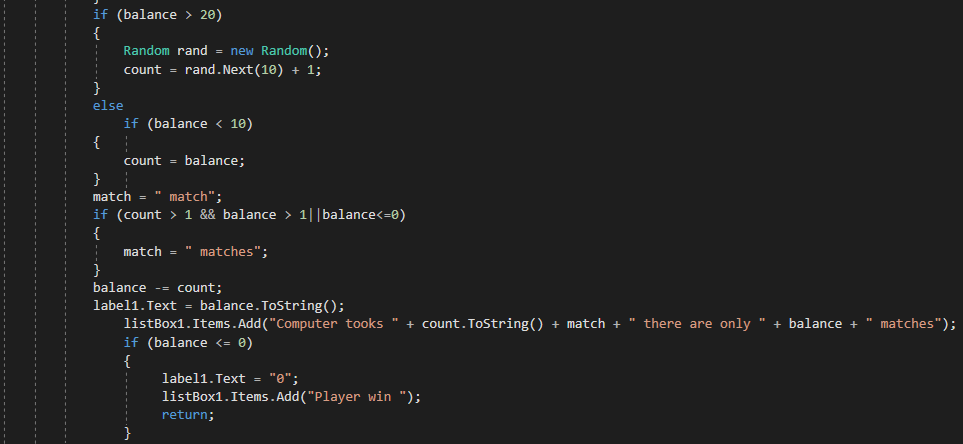 }
if (balance > 20)
{
Random rand = new Random();
count = rand.Next(10) + 1;
}
else
if (balance < 10)
{
count = balance;
}
match = " match";
if (count > 1 && balance > 1||balance<=0)
{
match = " matches";
}
balance -= count;
label1.Text = balance.ToString();
listBox1.Items.Add("Computer tooks " + count.ToString() + match + " there are only " + balance + " matches");
if (balance <= 0)
{
label1.Text = "0";
listBox1.Items.Add("Player win ");
return;
}